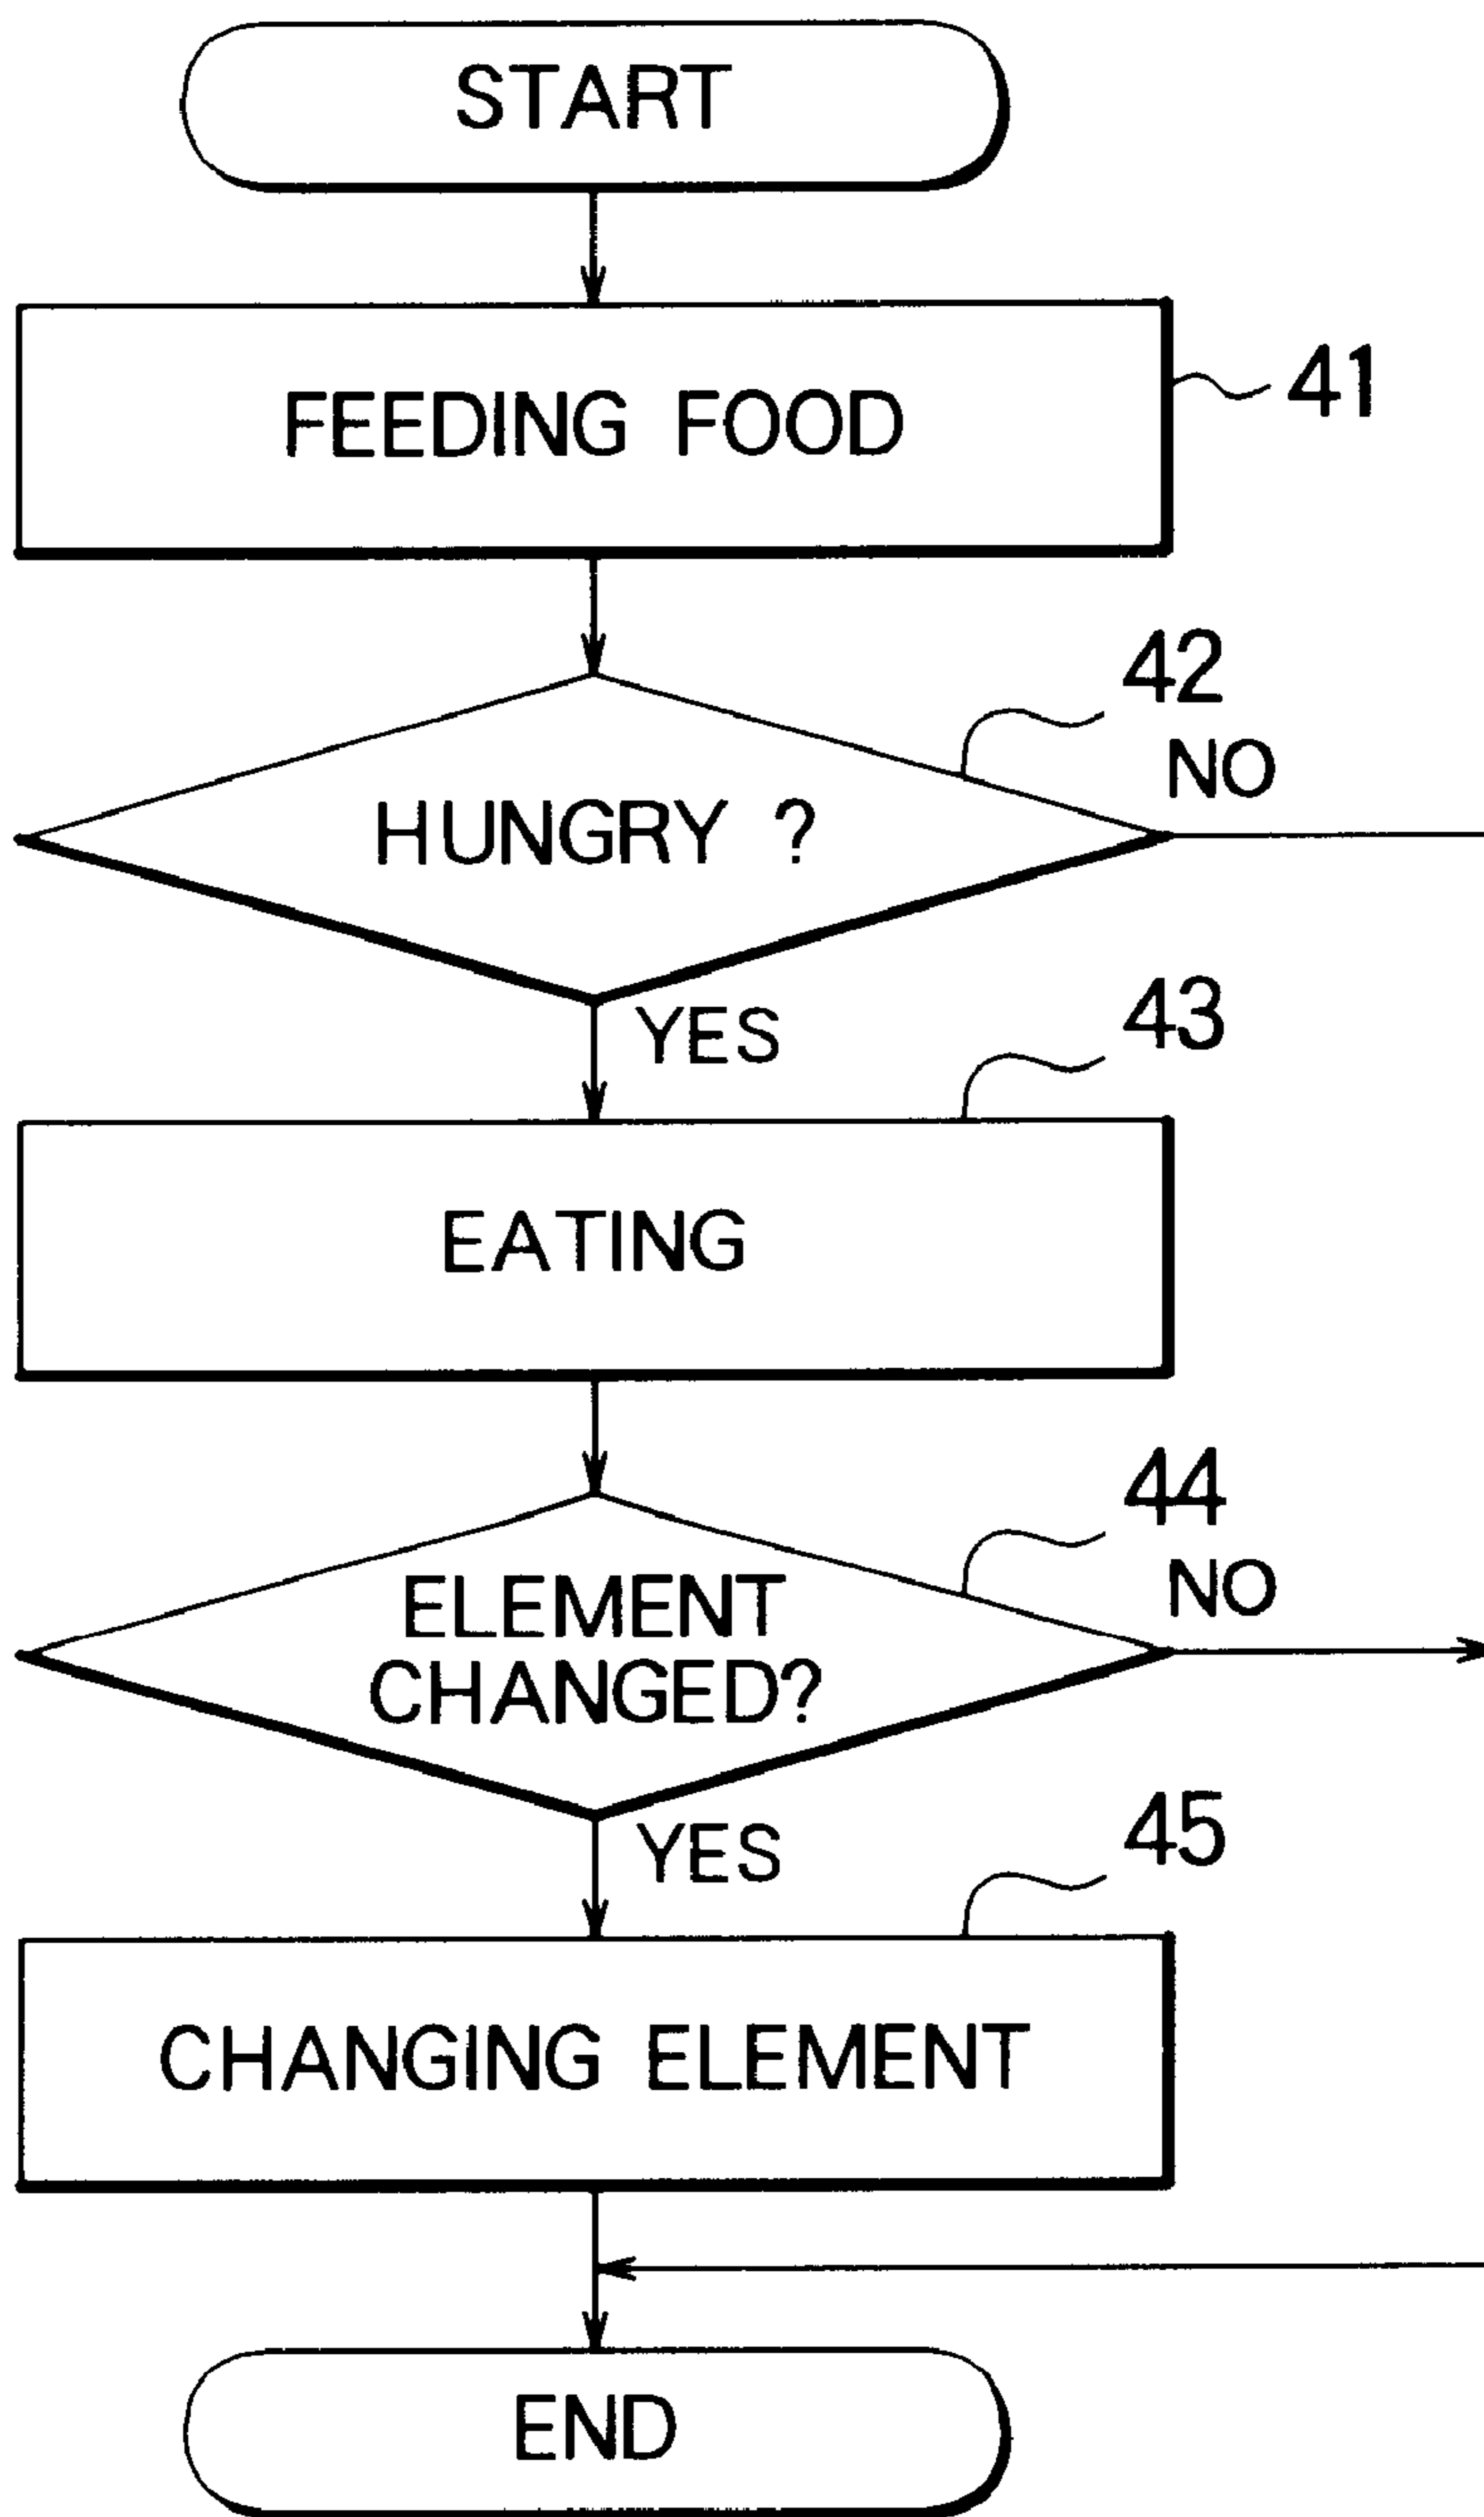 START
FEEDING FOOD
41
42
NO
HUNGRY ?
YES
43
EATING
44
NO
ELEMENT
CHANGED?
YES
45
CHANGING ELEMENT
END